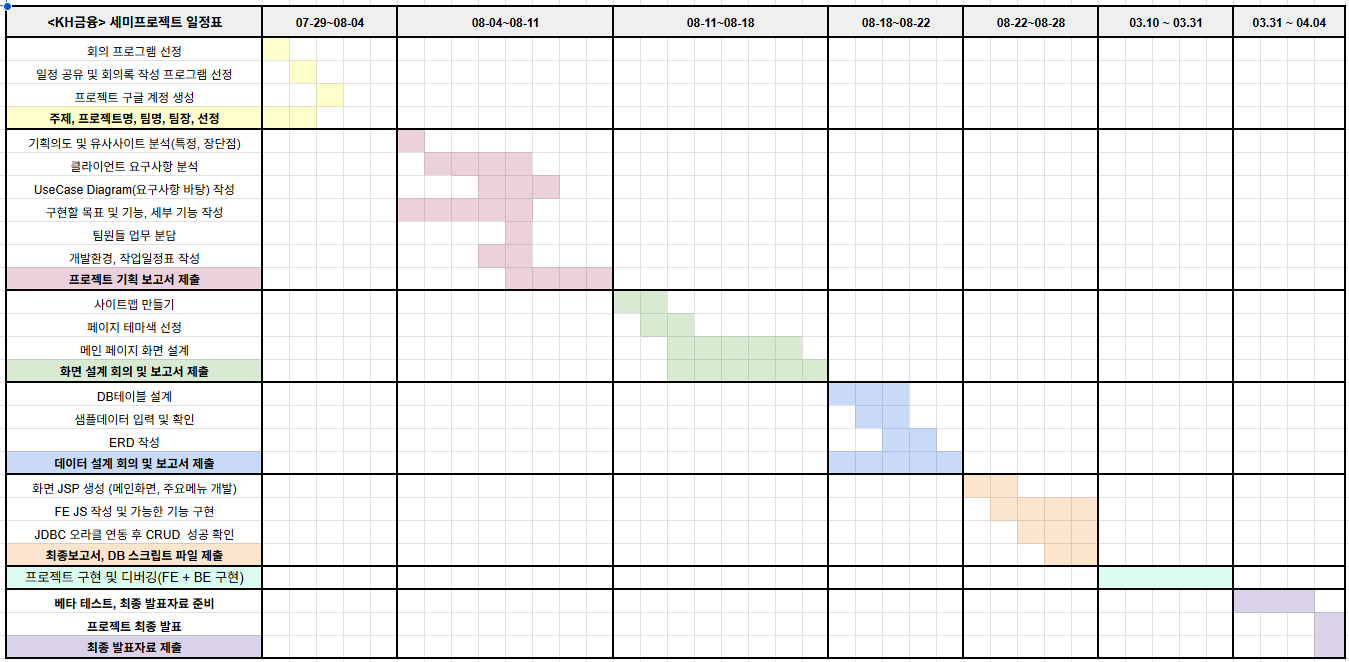 <KH금융> 세미프로젝트 일정표 07-29~08-04 08-04~08-11 08-11~08-18 08-18~08-22 08-22~08-28 03.10 ~ 03.31 03.31 ~ 04.04
회의 프로그램 선정
일정 공유 및 회의록 작성 프로그램 선정
프로젝트 구글 계정 생성
주제, 프로젝트명, 팀명, 팀장, 선정
기획의도 및 유사사이트 분석(특정, 장단점)
클라이언트 요구사항 분석
UseCase Diagram(요구사항 바탕) 작성
구현할 목표 및 기능, 세부 기능 작성
팀원들 업무 분담
개발환경, 작업일정표 작성
프로젝트 기획 보고서 제출
사이트맵 만들기
페이지 테마색 선정
메인 페이지 화면 설계
화면 설계 회의 및 보고서 제출
DB테이블 설계
샘플데이터 입력 및 확인
ERD 작성
데이터 설계 회의 및 보고서 제출
화면 JSP 생성 (메인화면, 주요메뉴 개발)
FE JS 작성 및 가능한 기능 구현
JDBC 오라클 연동 후 CRUD 성공 확인
최종보고서, DB 스크립트 파일 제출
프로젝트 구현 및 디버깅(FE + BE 구현)
베타 테스트, 최종 발표자료 준비
프로젝트 최종 발표
최종 발표자료 제출